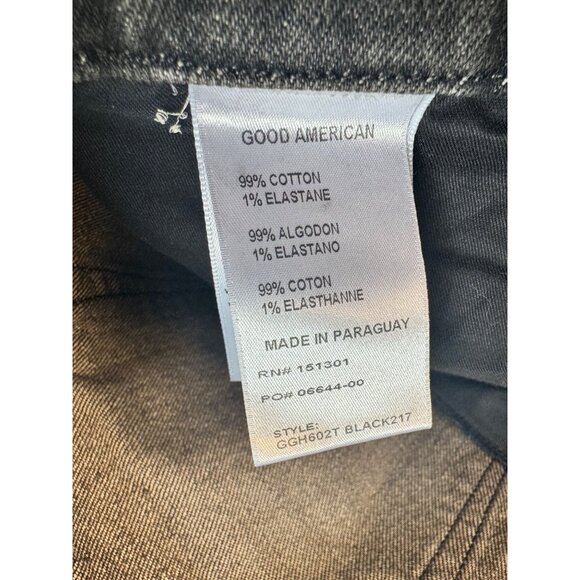 GOOD AMERICAN
99% COTTON
1% ELASTANE
99% ALGODON
1% ELASTANO
99% COTON
1% ELASTHANNE
MADE IN PARAGUAY
RN# 151301
PO# 06644-00
STYLE:
GGH602T BLACK217